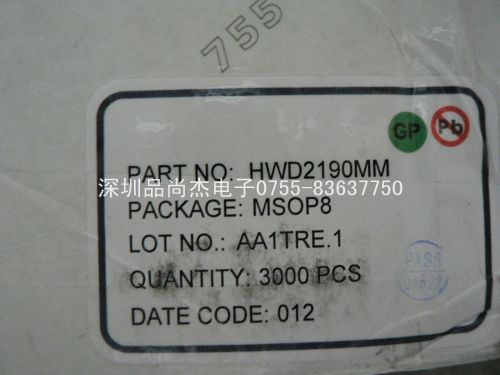 755
GP Pb
PART NO: HWD2190MM
深圳品尚杰电子0755-83637750
PACKAGE: MSOP8
LOT NO.: AA1TRE.1
PASS
QUANTITY: 3000 PCS
DATE CODE: 012